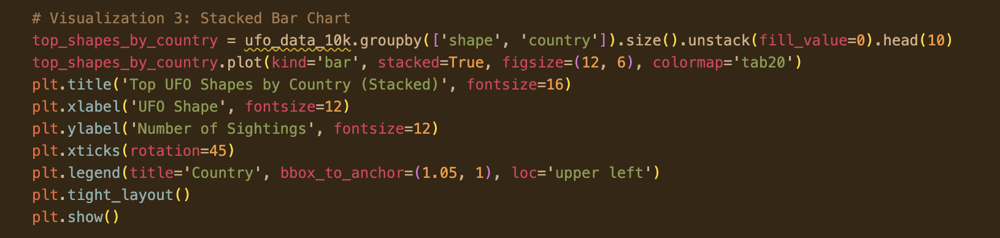 # Visualization 3: Stacked Bar Chart
top_shapes_by_country = ufo_data_10k.groupby(['shape', 'country']).size().unstack(fill_value=0).head(10)
top_shapes_by_country.plot(kind='bar', stacked=True, figsize=(12, 6), colormap='tab20')
plt.title('Top UFO Shapes by Country (Stacked)', fontsize=16)
plt.xlabel('UFO Shape', fontsize=12)
plt.ylabel('Number of Sightings', fontsize=12)
plt.xticks(rotation=45)
plt.legend(title='Country', bbox_to_anchor=(1.05, 1), loc='upper left')
plt.tight_layout()
plt.show()